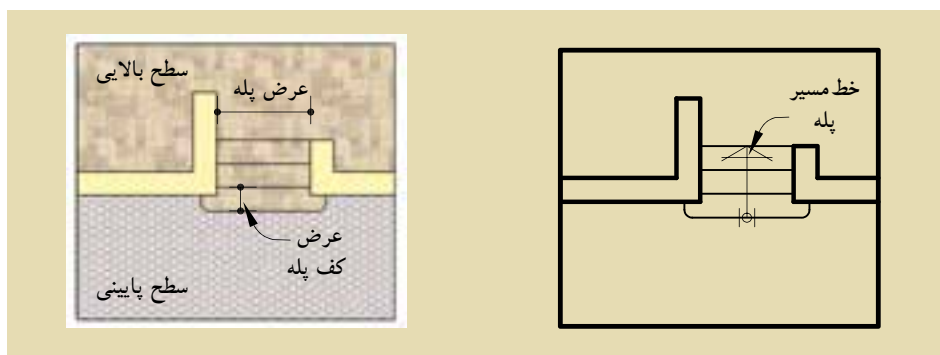 خط مسیر
پله
سطح بالایی
عرض پله
عرض
کف پله
سطح پایینی